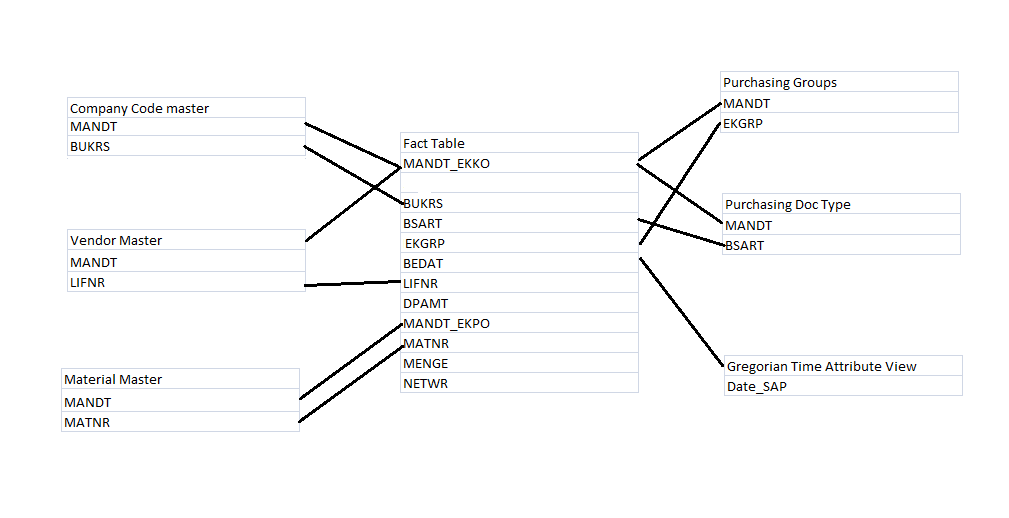 Company Code master
MANDT
BUKRS
Vendor Master
MANDT
LIFNR
Material Master
MANDT
MATNR
Fact Table
MANDT_EKKO
BUKRS
BSART
EKGRP
BEDAT
LIFNR
DPAMT
MANDT_EKPO
MATNR
MENGE
NETWR
Purchasing Groups
MANDT
EKGRP
Purchasing Doc Type
MANDT
BSART
Gregorian Time Attribute View
Date_SAP